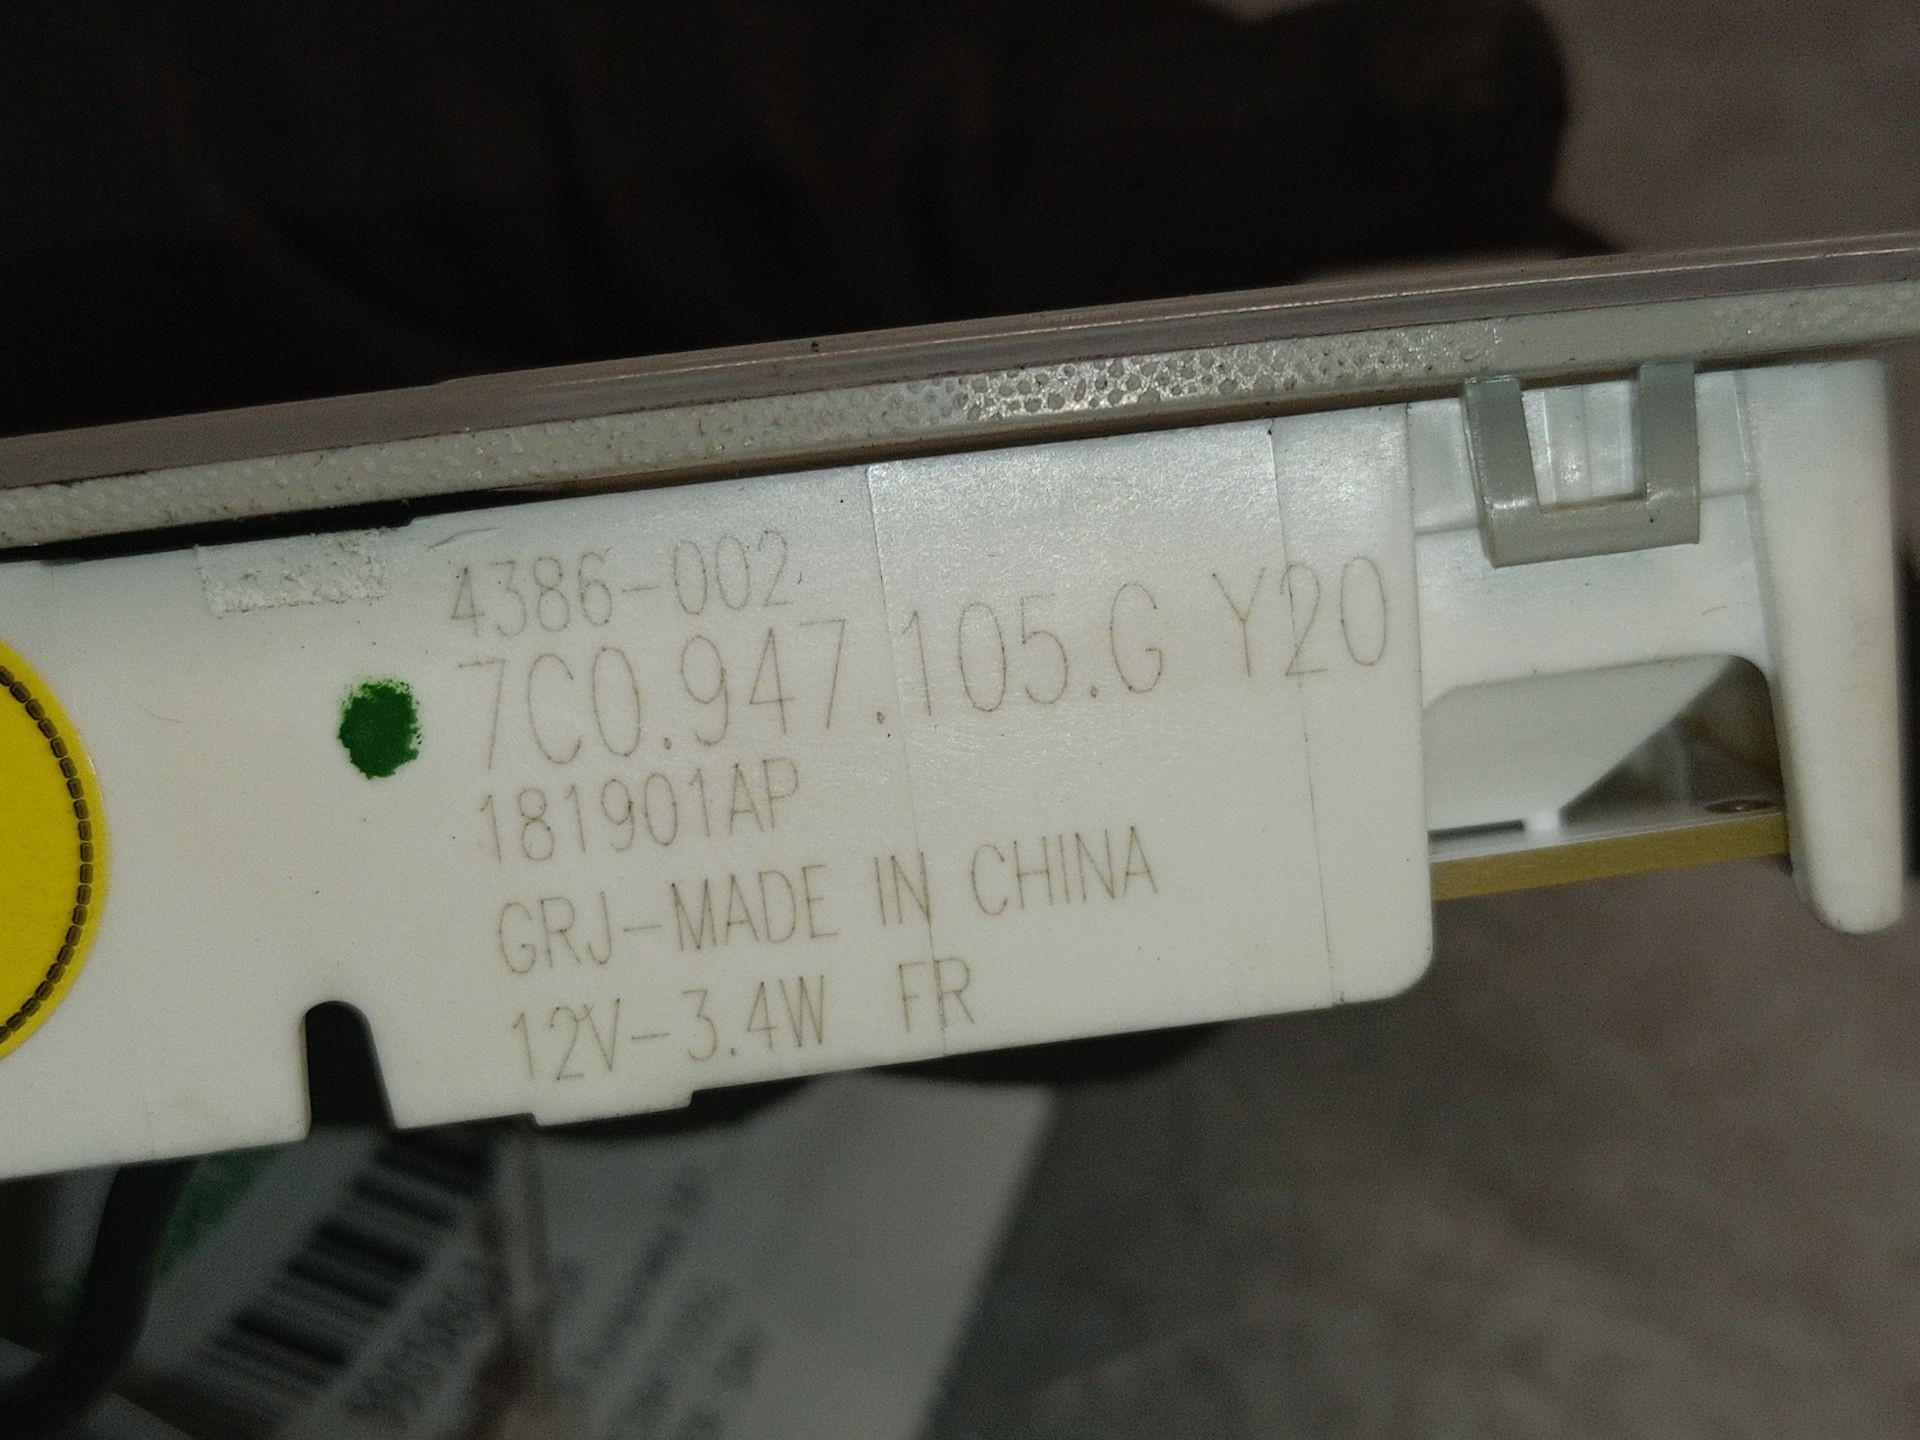 4386-002
7C0.947.105.G Y20
181901AP
GRJ-MADE IN CHINA
12V-3.4W FR